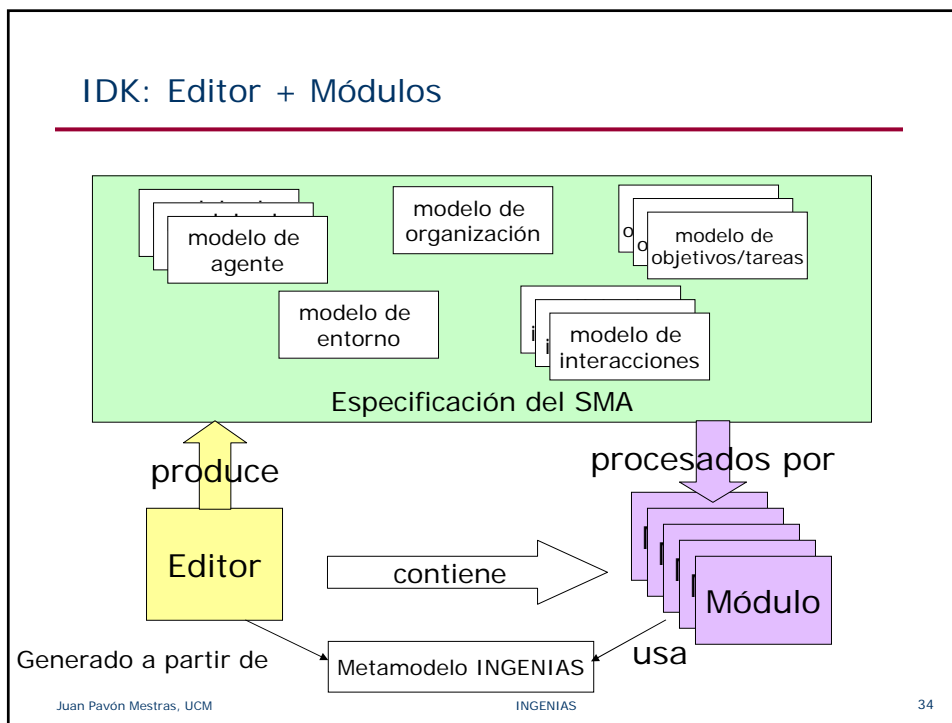 IDK: Editor + Módulos
modelo de
agente
modelo de
organización
modelo de
objetivos/tareas
modelo de
entorno
modelo de
interacciones
Especificación del SMA
produce
procesados por
Editor
contiene
Módulo
Generado a partir de
Metamodelo INGENIAS
usa
Juan Pavón Mestras, UCM
INGENIAS
34